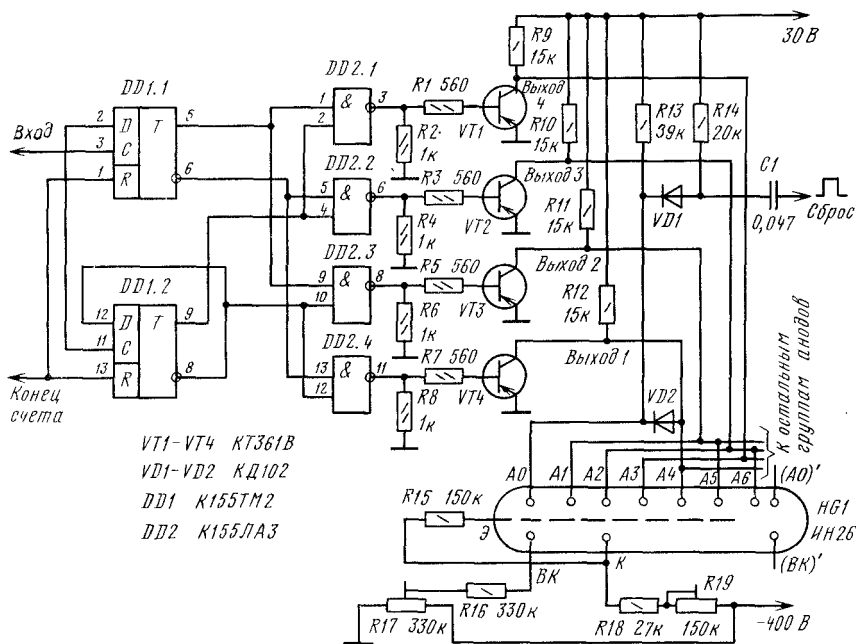 DD1.1
Вход
2 D T 5
3 C
1 R 6
DD1.2
12 D T 9
11 C
13 R 8
Конец счета
DD2.1
1 & 3
2
DD2.2
5 & 6
4
DD2.3
9 & 8
10
DD2.4
13 & 11
12
R1 560
R2 1к
R3 560
R4 1к
R5 560
R6 1к
R7 560
R8 1к
VT1
VT2
VT3
VT4
R9 15к
Выход 4
R10 15к
Выход 3
R11 15к
Выход 2
R12 15к
Выход 1
30 В
R13 39к
R14 20к
VD1
C1 0,047
Сброс
VD2
К остальным группам анодов
VT1-VT4 КТ361В
VD1-VD2 КД102
DD1 К155ТМ2
DD2 К155ЛА3
A0 A1 A2 A3 A4 A5 A6 (A0)'
R15 150к
Э
HG1
ИН26
ВК К (ВК)'
R16 330к
R17 330к
R18 27к
R19 150к
-400 В